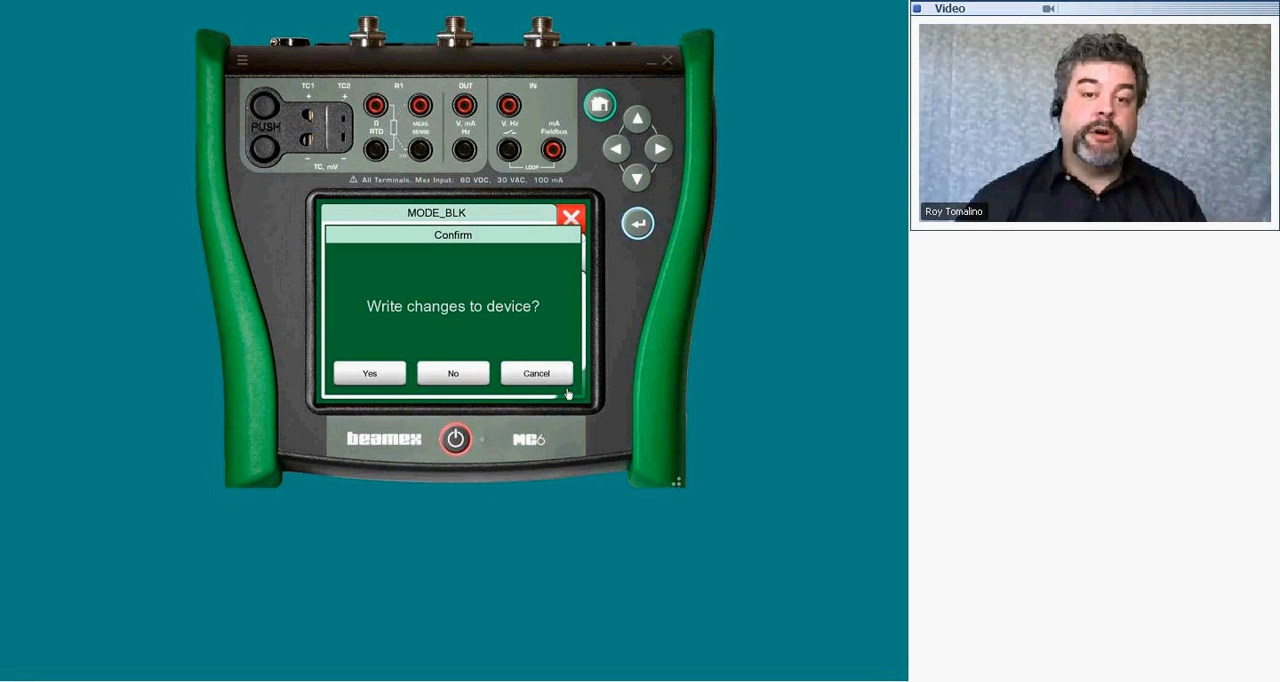 Video
Roy Tomalino
TC1
TC2
R1
OUT
IN
+
+
PUSH
Ω
RTD
MEAS
SENSE
V, mA
Hz
V, Hz
mA
Fieldbus
LOOP
TC, mV
All Terminals, Max Input: 60 VDC, 30 VAC, 100 mA
MODE_BLK
Confirm
Write changes to device?
Yes
No
Cancel
beamex
MC6